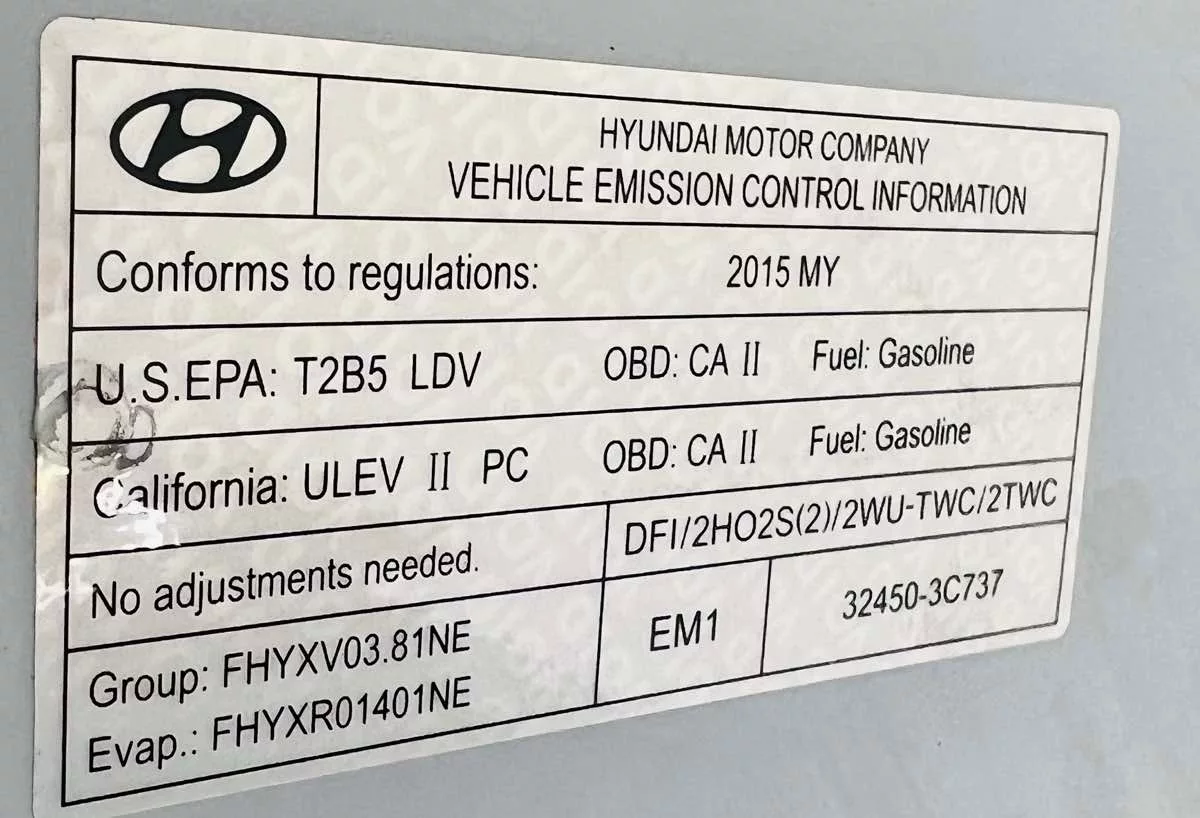 HYUNDAI MOTOR COMPANY
VEHICLE EMISSION CONTROL INFORMATION
Conforms to regulations: 2015 MY
U.S.EPA: T2B5 LDV OBD: CA II Fuel: Gasoline
California: ULEV II PC OBD: CA II Fuel: Gasoline
No adjustments needed.
DFI/2HO2S(2)/2WU-TWC/2TWC
Group: FHYXV03.81NE
Evap.: FHYXR01401NE
EM1
32450-3C737